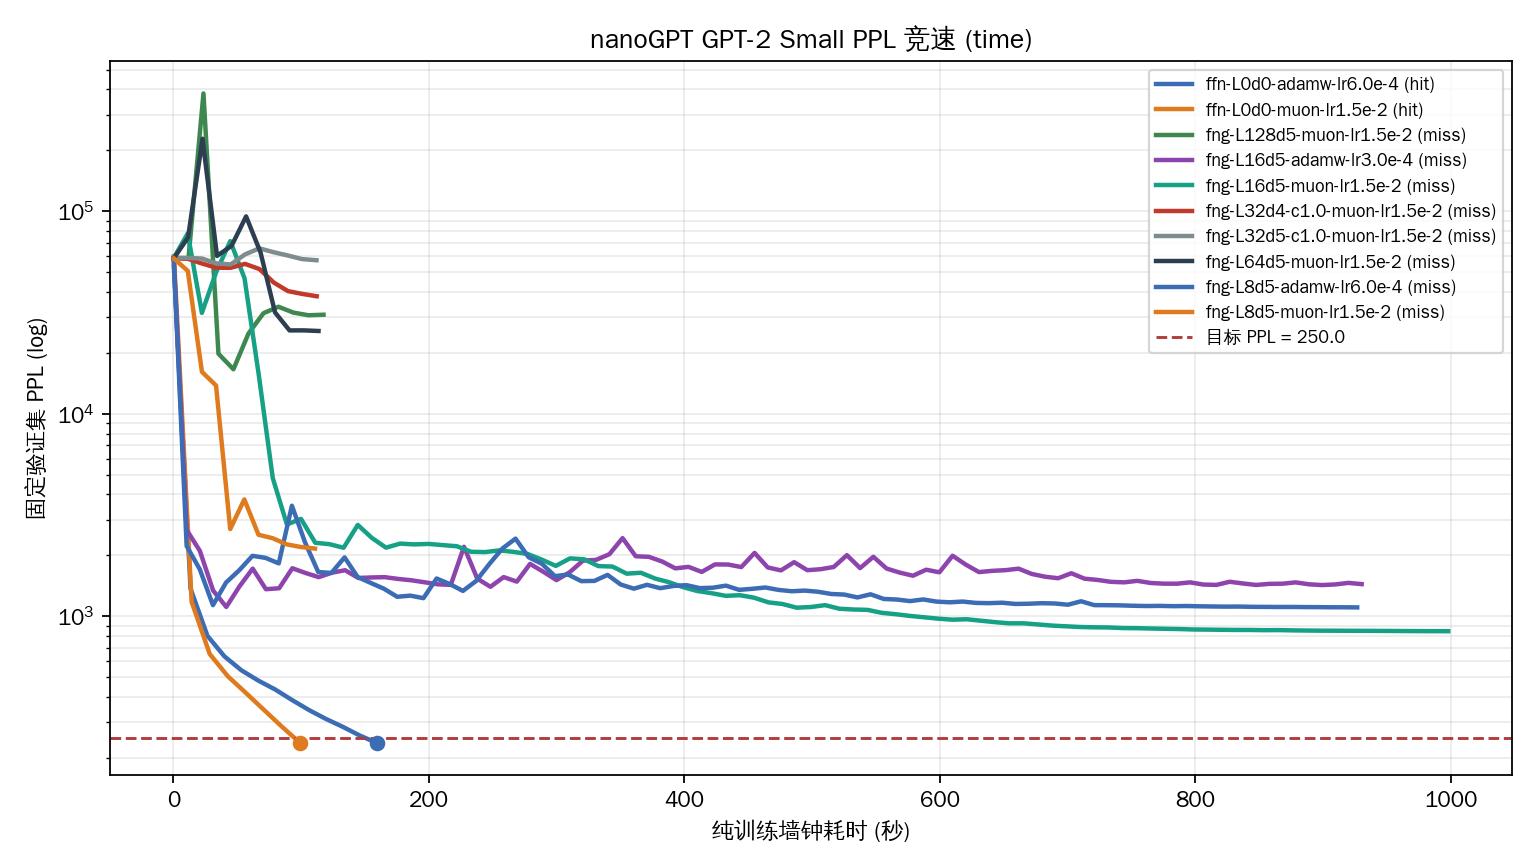 nanoGPT GPT-2 Small PPL 竞速 (time)
ffn-L0d0-adamw-lr6.0e-4 (hit)
ffn-L0d0-muon-lr1.5e-2 (hit)
fng-L128d5-muon-lr1.5e-2 (miss)
fng-L16d5-adamw-lr3.0e-4 (miss)
fng-L16d5-muon-lr1.5e-2 (miss)
fng-L32d4-c1.0-muon-lr1.5e-2 (miss)
fng-L32d5-c1.0-muon-lr1.5e-2 (miss)
fng-L64d5-muon-lr1.5e-2 (miss)
fng-L8d5-adamw-lr6.0e-4 (miss)
fng-L8d5-muon-lr1.5e-2 (miss)
目标 PPL = 250.0
固定验证集 PPL (log)
10⁵
10⁴
10³
0 200 400 600 800 1000
纯训练墙钟耗时 (秒)